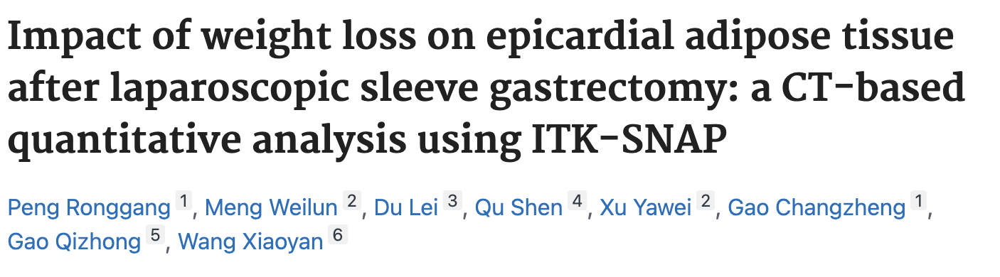 Impact of weight loss on epicardial adipose tissue
after laparoscopic sleeve gastrectomy: a CT-based
quantitative analysis using ITK-SNAP
Peng Ronggang 1, Meng Weilun 2, Du Lei 3, Qu Shen 4, Xu Yawei 2, Gao Changzheng 1,
Gao Qizhong 5, Wang Xiaoyan 6